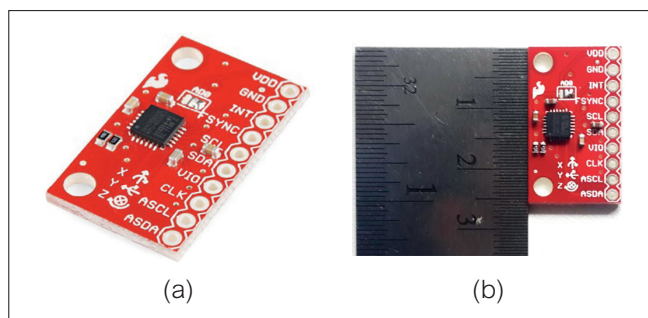 VDD
GND
INT
FSYNC
SCL
SDA
VIO
CLK
ASCL
ASDA
AD0
X
Y
Z
(a)
32
1
2
3
1
VDD
GND
INT
FSYNC
SCL
SDA
VIO
CLK
ASCL
ASDA
AD0
X
Y
Z
(b)